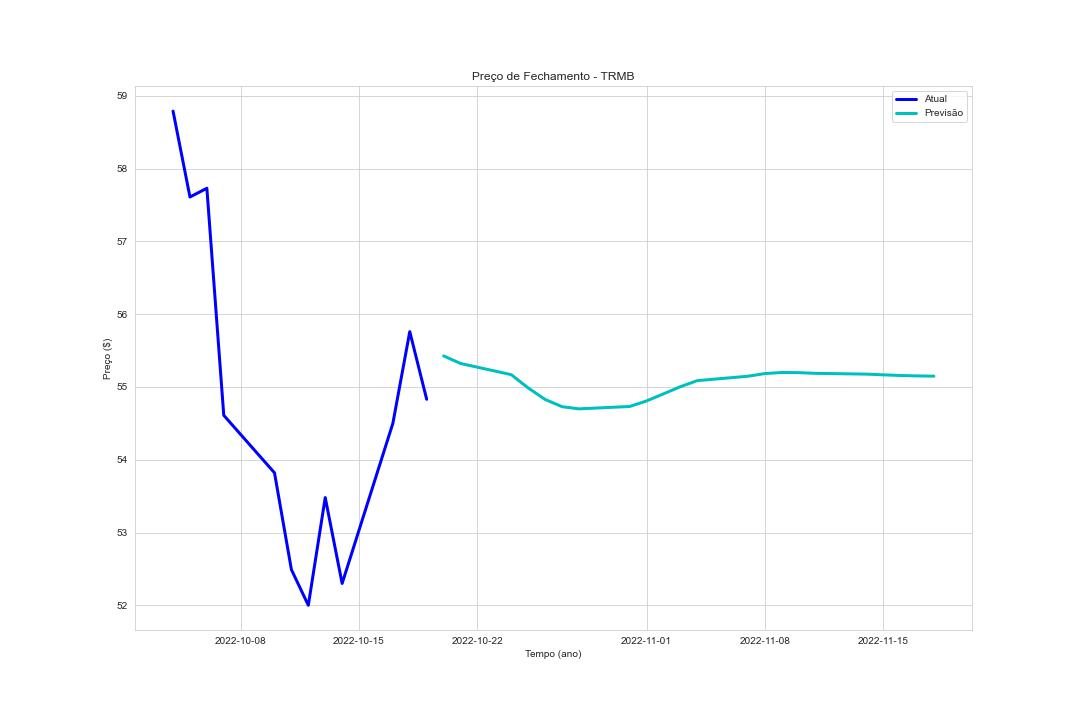 Preço de Fechamento - TRMB
Atual
Previsão
Preço ($)
59
58
57
56
55
54
53
52
2022-10-08
2022-10-15
2022-10-22
2022-11-01
2022-11-08
2022-11-15
Tempo (ano)